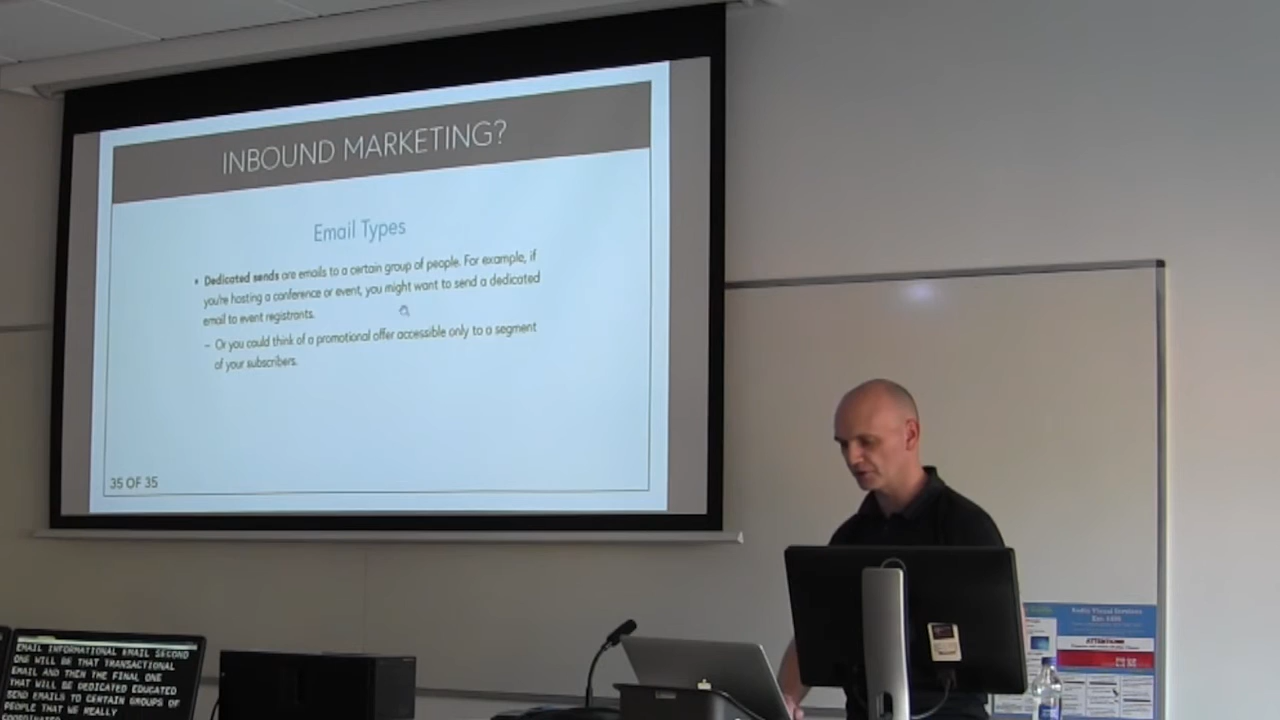 INBOUND MARKETING?
Email Types
• Dedicated sends are emails to a certain group of people. For example, if
you're hosting a conference or event, you might want to send a dedicated
email to event registrants.
– Or you could think of a promotional offer accessible only to a segment
of your subscribers.
35 OF 35
EMAIL INFORMATIONAL EMAIL SECOND
ONE WILL BE THAT TRANSACTIONAL
EMAIL AND THEN THE FINAL ONE
THAT WILL BE DEDICATED EDUCATED
SEND EMAILS TO CERTAIN GROUPS OF
PEOPLE THAT WE REALLY
Audio Visual Services
ATTENTION